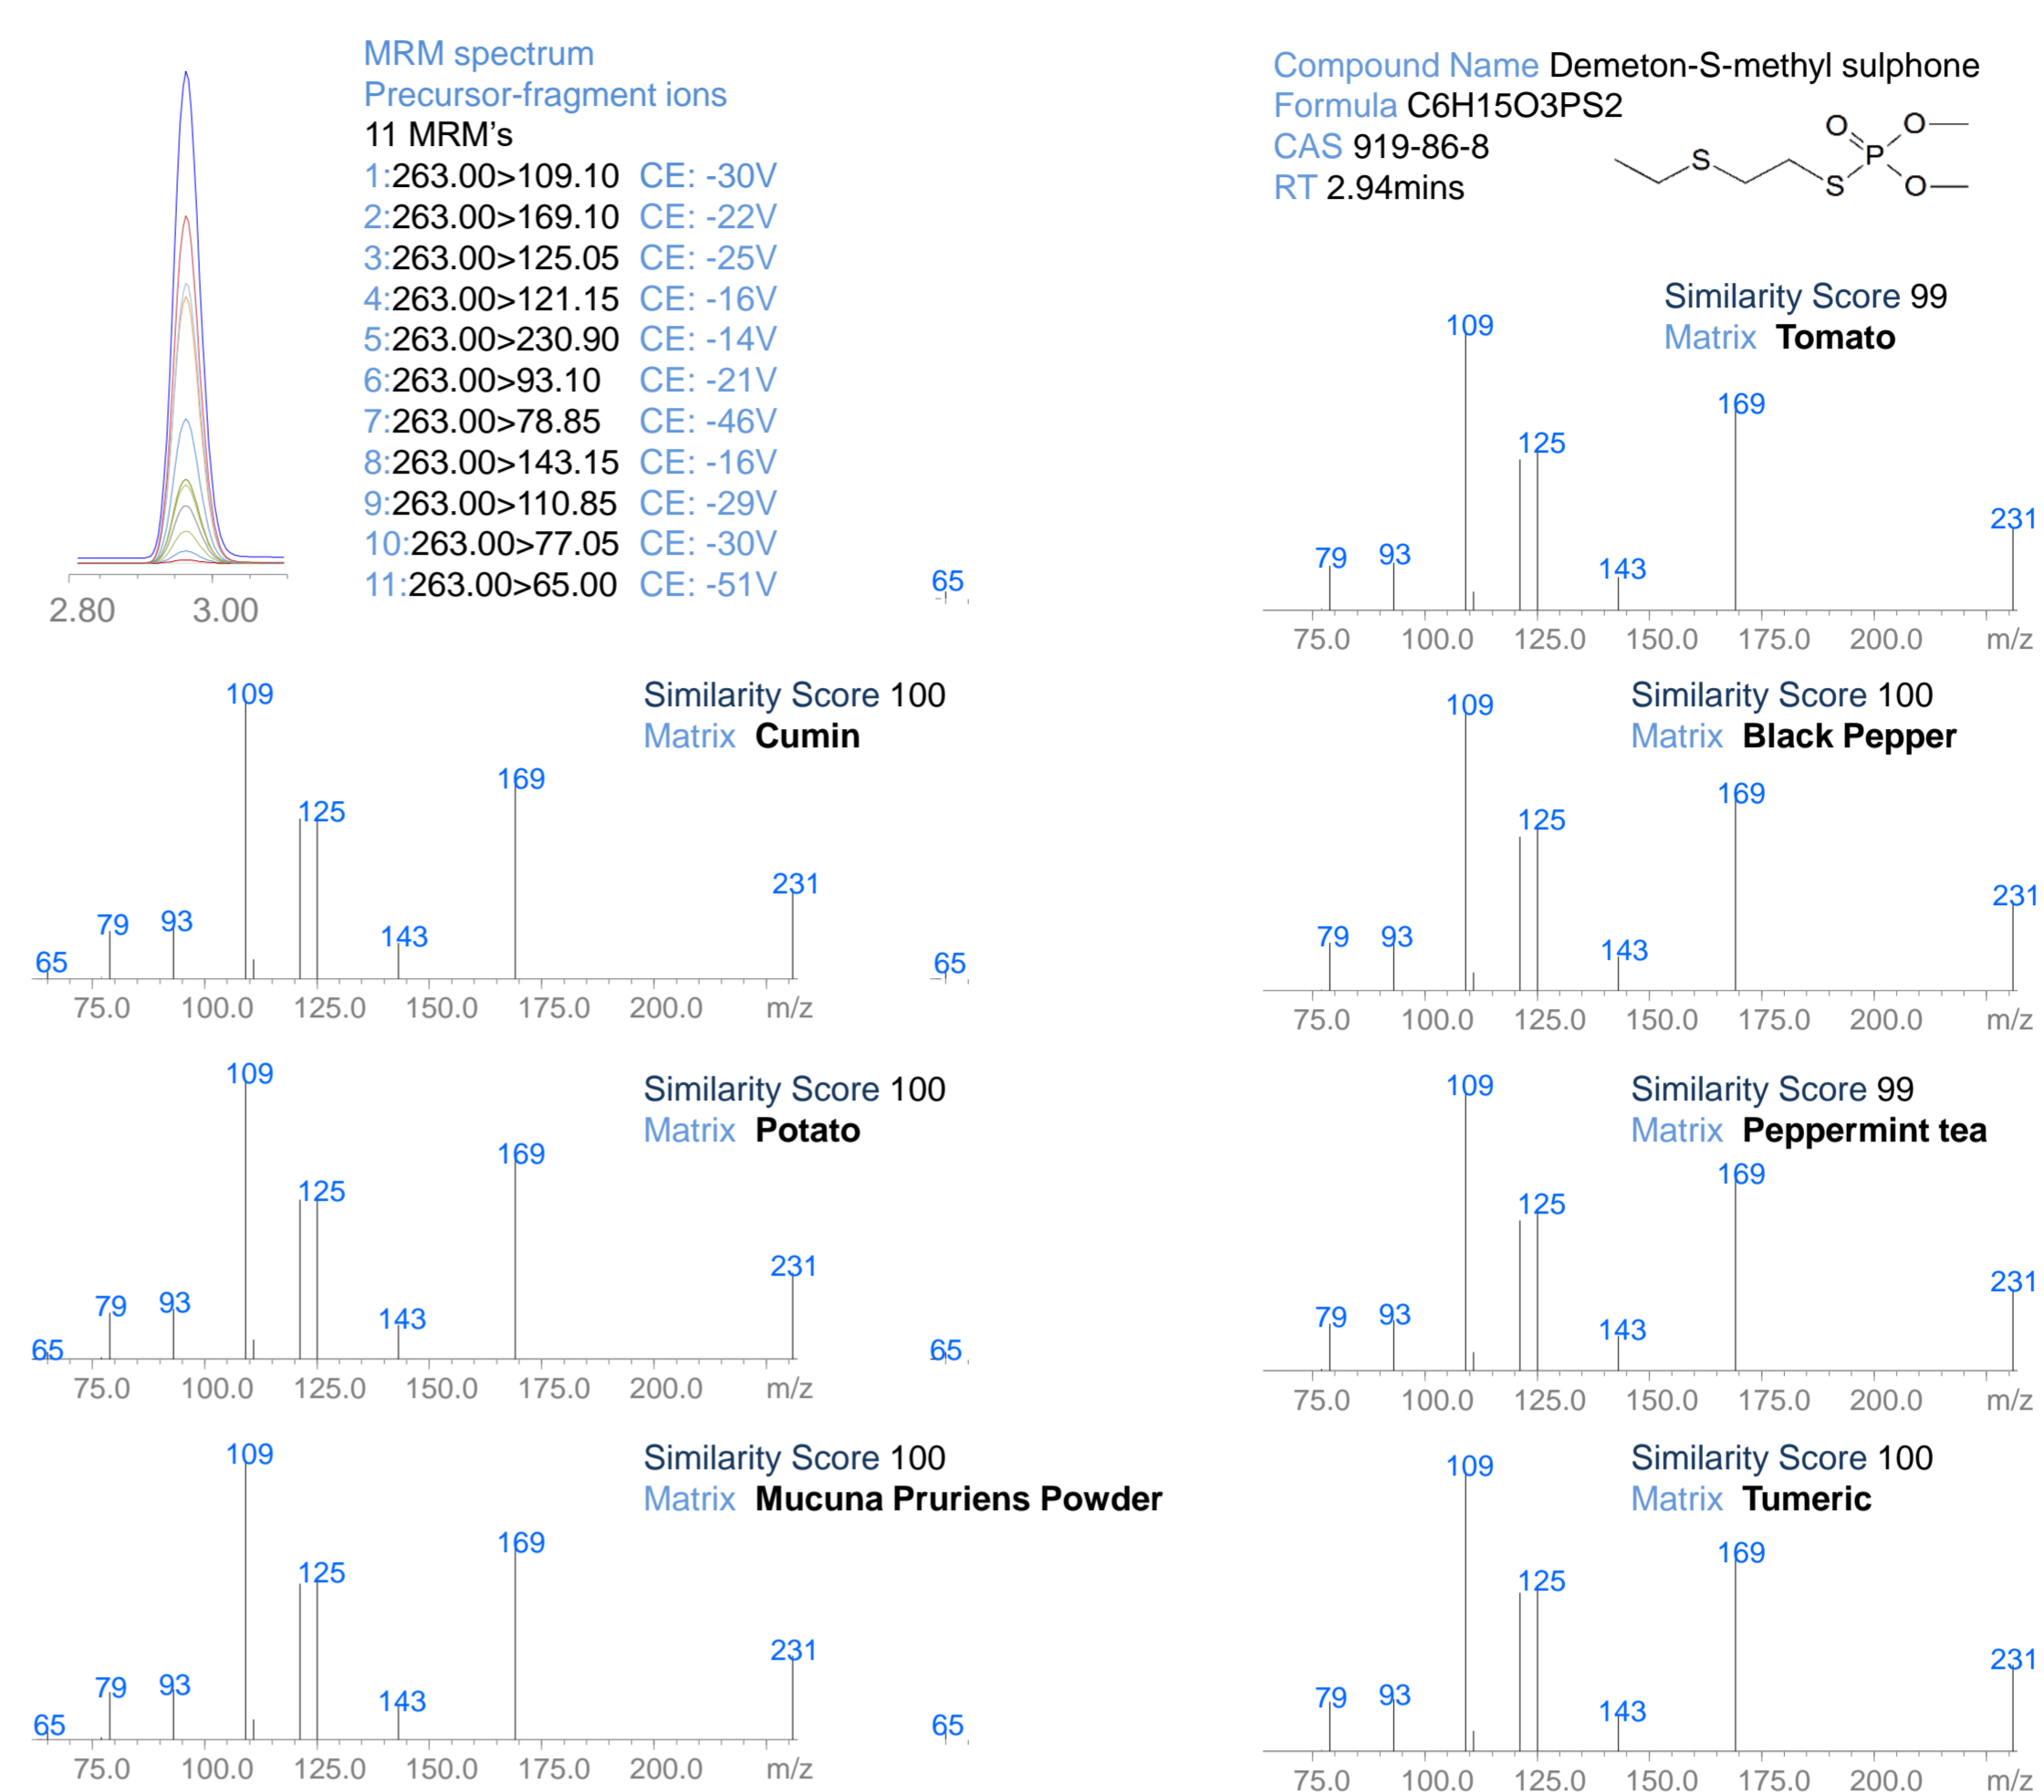 MRM spectrum
Precursor-fragment ions
11 MRM's
1:263.00>109.10 CE: -30V
2:263.00>169.10 CE: -22V
3:263.00>125.05 CE: -25V
4:263.00>121.15 CE: -16V
5:263.00>230.90 CE: -14V
6:263.00>93.10 CE: -21V
7:263.00>78.85 CE: -46V
8:263.00>143.15 CE: -16V
9:263.00>110.85 CE: -29V
10:263.00>77.05 CE: -30V
11:263.00>65.00 CE: -51V
2.80 3.00
Compound Name Demeton-S-methyl sulphone
Formula C6H15O3PS2
CAS 919-86-8
RT 2.94mins
O O
S P
S O
Similarity Score 99
Matrix Tomato
109
169
125
231
79 93 143
65
75.0 100.0 125.0 150.0 175.0 200.0 m/z
Similarity Score 100
Matrix Cumin
109
169
125
231
79 93 143
65
75.0 100.0 125.0 150.0 175.0 200.0 m/z
Similarity Score 100
Matrix Black Pepper
109
169
125
231
79 93 143
65
75.0 100.0 125.0 150.0 175.0 200.0 m/z
Similarity Score 100
Matrix Potato
109
169
125
231
79 93 143
65
75.0 100.0 125.0 150.0 175.0 200.0 m/z
Similarity Score 99
Matrix Peppermint tea
109
169
125
231
79 93 143
65
75.0 100.0 125.0 150.0 175.0 200.0 m/z
Similarity Score 100
Matrix Mucuna Pruriens Powder
109
169
125
231
79 93 143
65
75.0 100.0 125.0 150.0 175.0 200.0 m/z
Similarity Score 100
Matrix Tumeric
109
169
125
231
79 93 143
65
75.0 100.0 125.0 150.0 175.0 200.0 m/z